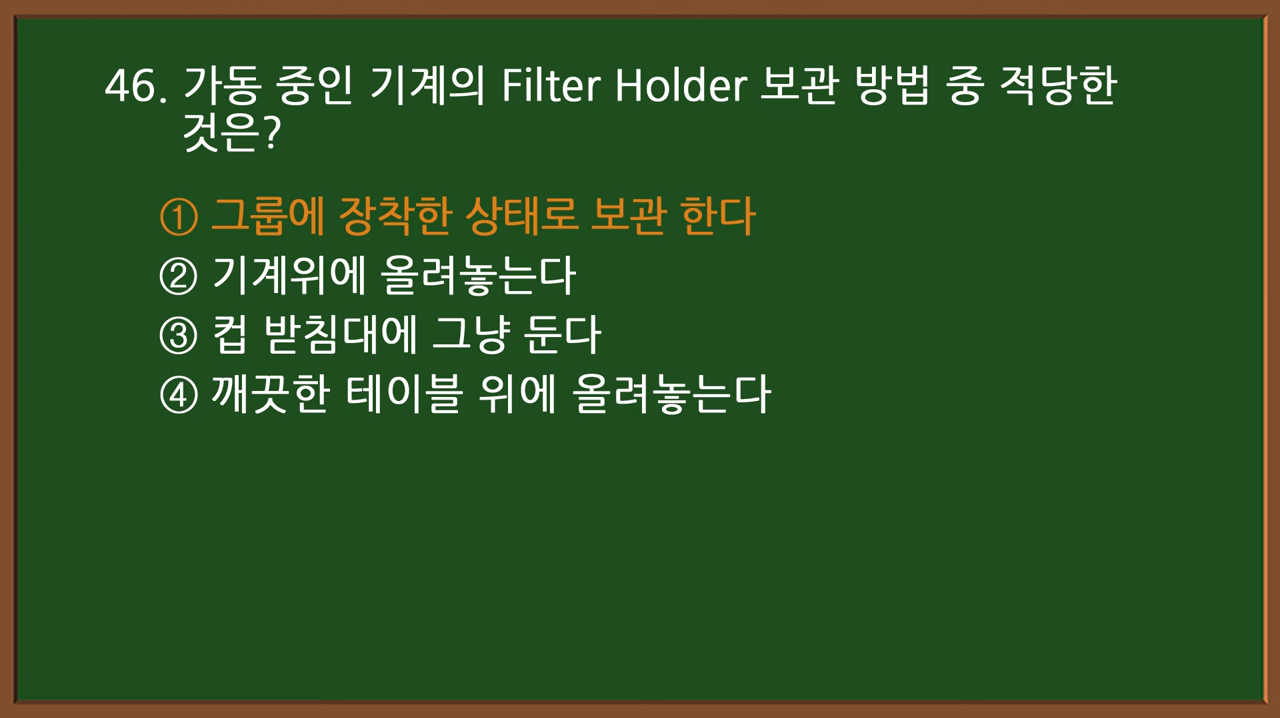 46. 가동 중인 기계의 Filter Holder 보관 방법 중 적당한
것은?
① 그룹에 장착한 상태로 보관 한다
② 기계위에 올려놓는다
③ 컵 받침대에 그냥 둔다
④ 깨끗한 테이블 위에 올려놓는다